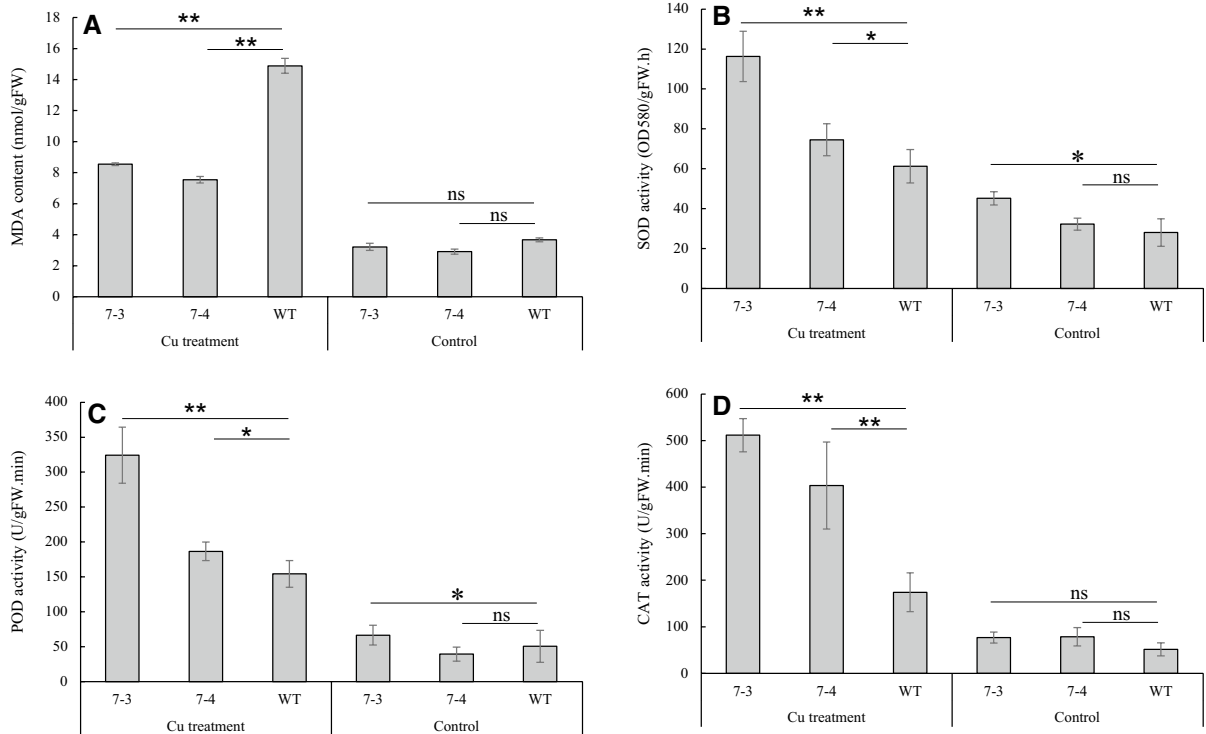 A
MDA content (nmol/gFW)
18
16
14
12
10
8
6
4
2
0
**
**
ns
ns
7-3 7-4 WT 7-3 7-4 WT
Cu treatment Control
B
SOD activity (OD580/gFW.h)
140
120
100
80
60
40
20
0
**
*
*
ns
7-3 7-4 WT 7-3 7-4 WT
Cu treatment Control
C
POD activity (U/gFW.min)
400
350
300
250
200
150
100
50
0
**
*
*
ns
7-3 7-4 WT 7-3 7-4 WT
Cu treatment Control
D
CAT activity (U/gFW.min)
600
500
400
300
200
100
0
**
**
ns
ns
7-3 7-4 WT 7-3 7-4 WT
Cu treatment Control